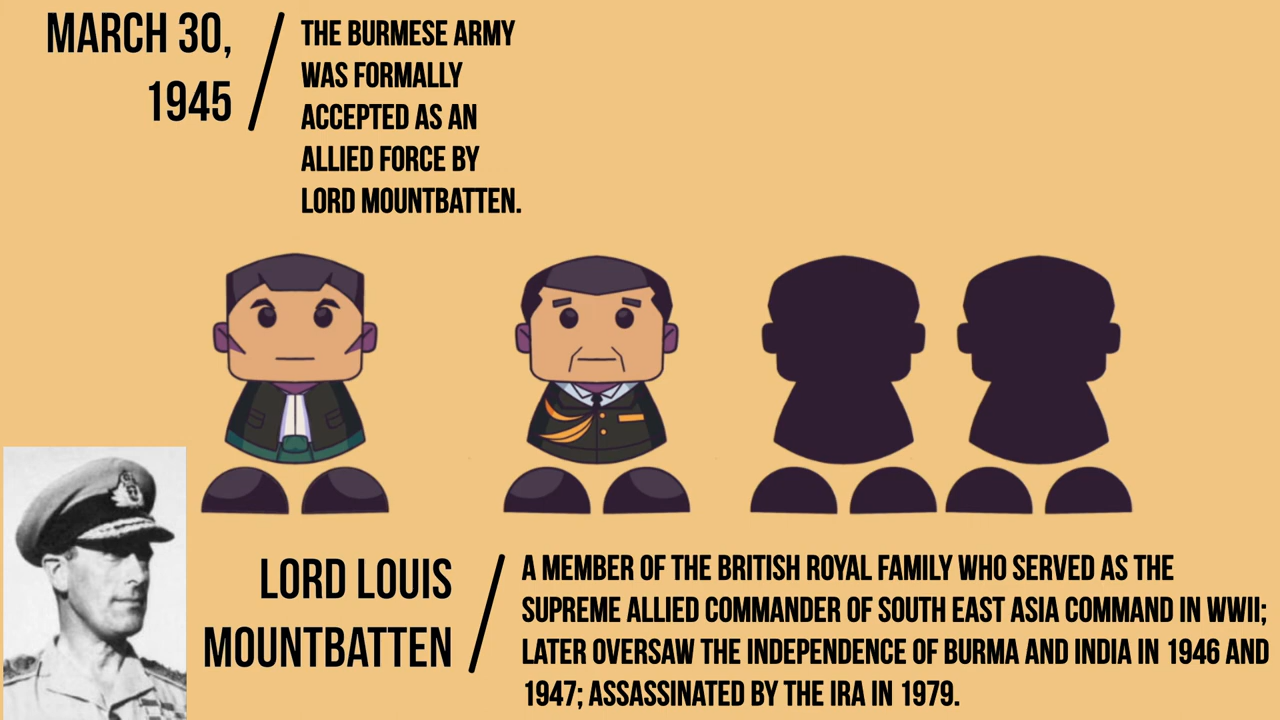 MARCH 30,
1945
THE BURMESE ARMY
WAS FORMALLY
ACCEPTED AS AN
ALLIED FORCE BY
LORD MOUNTBATTEN.
LORD LOUIS
MOUNTBATTEN
A MEMBER OF THE BRITISH ROYAL FAMILY WHO SERVED AS THE
SUPREME ALLIED COMMANDER OF SOUTH EAST ASIA COMMAND IN WWII;
LATER OVERSAW THE INDEPENDENCE OF BURMA AND INDIA IN 1946 AND
1947; ASSASSINATED BY THE IRA IN 1979.